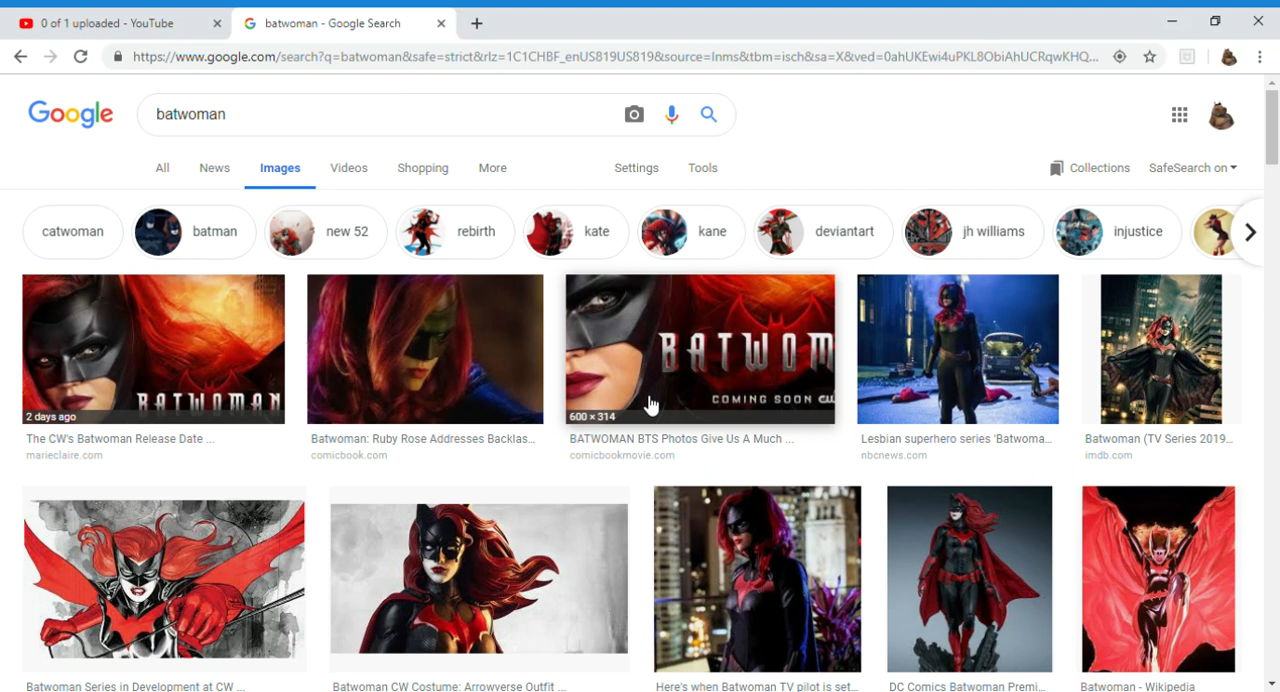 0 of 1 uploaded - YouTube
batwoman - Google Search
https://www.google.com/search?q=batwoman&safe=strict&rlz=1C1CHBF_enUS819US819&source=lnms&tbm=isch&sa=X&ved=0ahUKEwi4uPKL8ObiAhUCRqwKHQ...
Google
batwoman
All News Images Videos Shopping More Settings Tools Collections SafeSearch on
catwoman batman new 52 rebirth kate kane deviantart jh williams injustice
BATWOMAN
BATWOM
COMING SOON CW
2 days ago
600 × 314
The CW's Batwoman Release Date ...
marieclaire.com
Batwoman: Ruby Rose Addresses Backlas...
comicbook.com
BATWOMAN BTS Photos Give Us A Much ...
comicbookmovie.com
Lesbian superhero series 'Batwoma...
nbcnews.com
Batwoman (TV Series 2019...
imdb.com
Batwoman Series in Development at CW ...
Batwoman CW Costume: Arrowverse Outfit ...
Here's when Batwoman TV pilot is set...
DC Comics Batwoman Premi...
Batwoman - Wikipedia